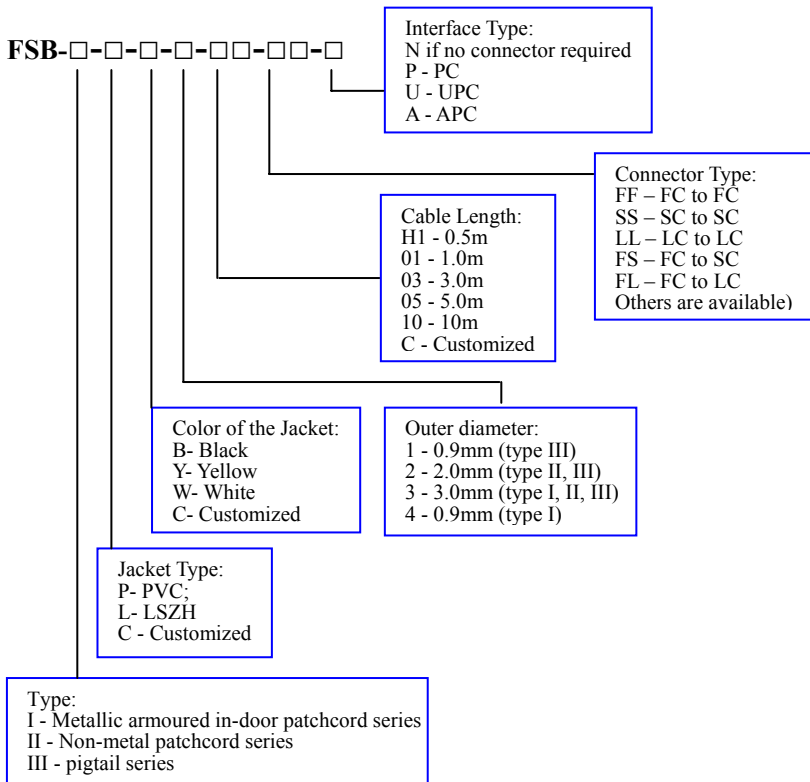 FSB-□-□-□-□-□□-□□-□
Interface Type:
N if no connector required
P - PC
U - UPC
A - APC
Connector Type:
FF – FC to FC
SS – SC to SC
LL – LC to LC
FS – FC to SC
FL – FC to LC
Others are available)
Cable Length:
H1 - 0.5m
01 - 1.0m
03 - 3.0m
05 - 5.0m
10 - 10m
C - Customized
Color of the Jacket:
B- Black
Y- Yellow
W- White
C- Customized
Outer diameter:
1 - 0.9mm (type III)
2 - 2.0mm (type II, III)
3 - 3.0mm (type I, II, III)
4 - 0.9mm (type I)
Jacket Type:
P- PVC;
L- LSZH
C - Customized
Type:
I - Metallic armoured in-door patchcord series
II - Non-metal patchcord series
III - pigtail series